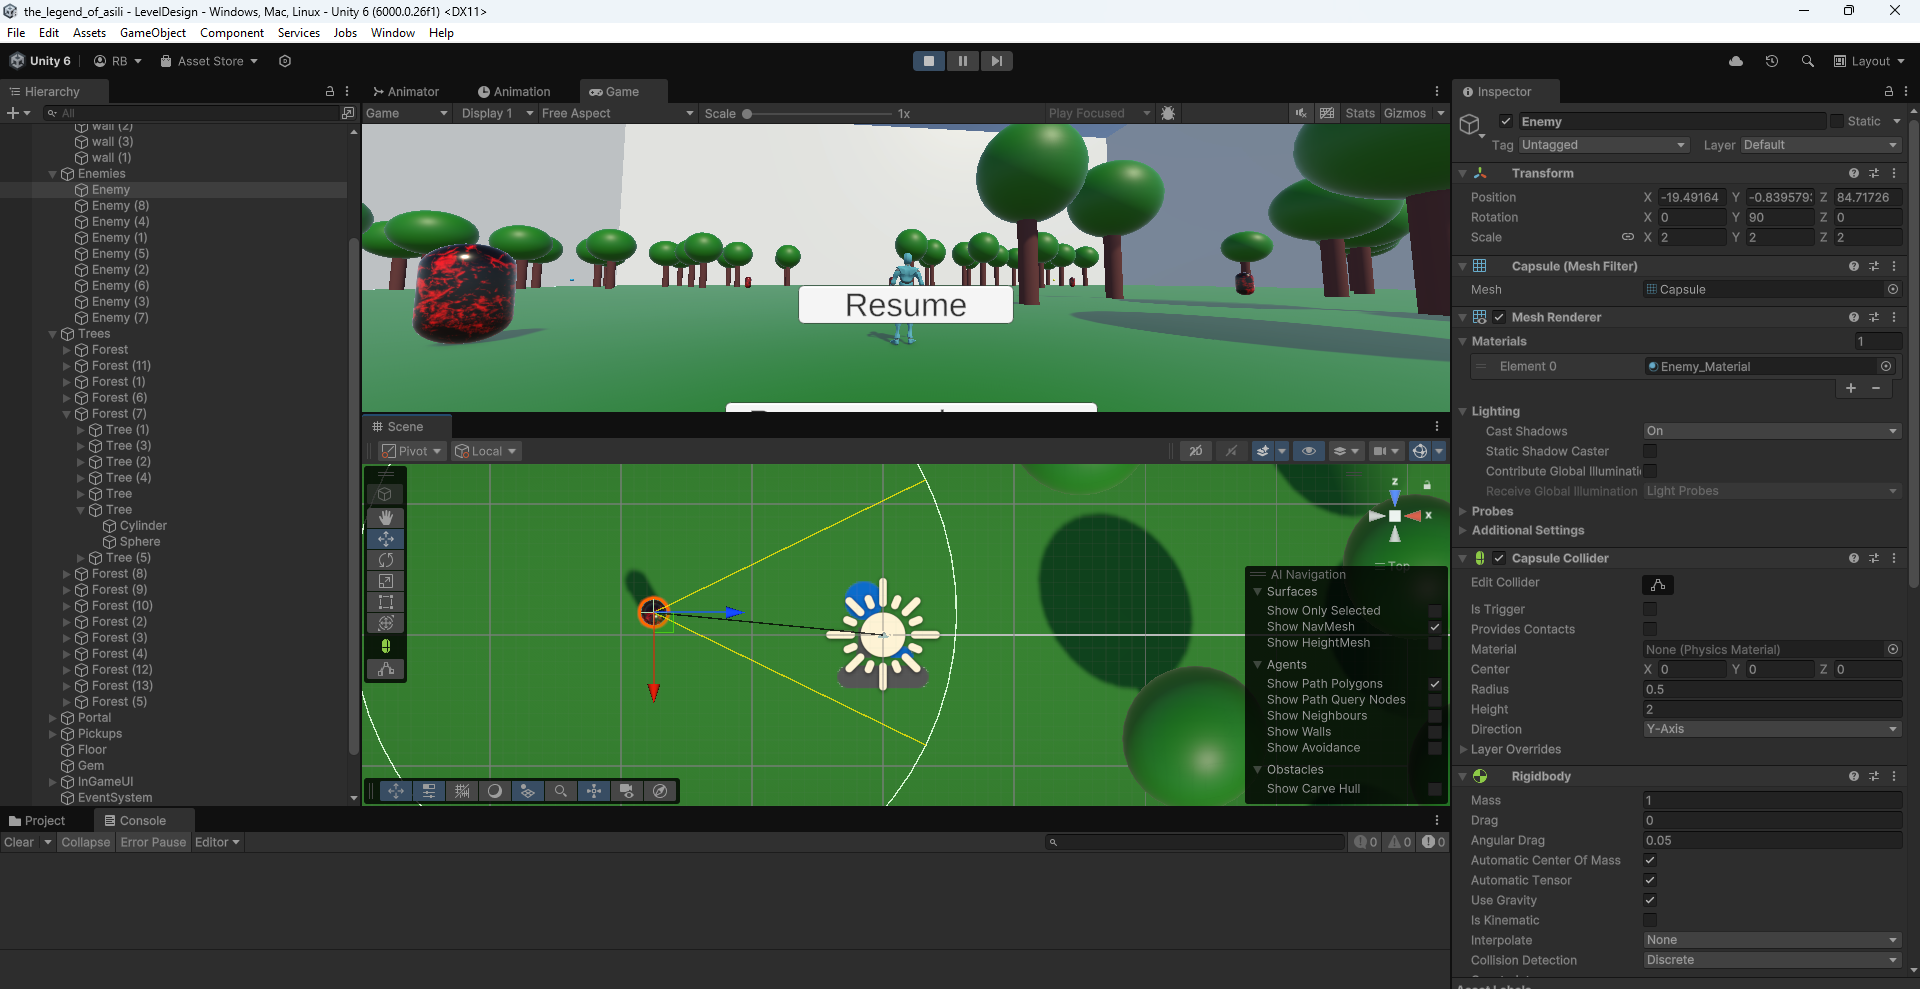 the_legend_of_asili - LevelDesign - Windows, Mac, Linux - Unity 6 (6000.0.26f1) <DX11>
File Edit Assets GameObject Component Services Jobs Window Help
Unity 6 RB Asset Store Layout
Hierarchy
All
wall (2)
wall (3)
wall (1)
Enemies
Enemy
Enemy (8)
Enemy (4)
Enemy (1)
Enemy (5)
Enemy (2)
Enemy (6)
Enemy (3)
Enemy (7)
Trees
Forest
Forest (11)
Forest (1)
Forest (6)
Forest (7)
Tree (1)
Tree (3)
Tree (2)
Tree (4)
Tree
Tree
Cylinder
Sphere
Tree (5)
Forest (8)
Forest (9)
Forest (10)
Forest (2)
Forest (3)
Forest (4)
Forest (12)
Forest (13)
Forest (5)
Portal
Pickups
Floor
Gem
InGameUI
EventSystem
Animator Animation Game
Game Display 1 Free Aspect Scale 1x Play Focused Stats Gizmos
Resume
Scene
Pivot Local 2D
z
x
Top
AI Navigation
Surfaces
Show Only Selected
Show NavMesh
Show HeightMesh
Agents
Show Path Polygons
Show Path Query Nodes
Show Neighbours
Show Walls
Show Avoidance
Obstacles
Show Carve Hull
Project Console
Clear Collapse Error Pause Editor 0 0 0
Inspector
Enemy Static
Tag Untagged Layer Default
Transform
Position X -19.49164 Y -0.839579 Z 84.71726
Rotation X 0 Y 90 Z 0
Scale X 2 Y 2 Z 2
Capsule (Mesh Filter)
Mesh Capsule
Mesh Renderer
Materials 1
Element 0 Enemy_Material
Lighting
Cast Shadows On
Static Shadow Caster
Contribute Global Illuminati
Receive Global Illumination Light Probes
Probes
Additional Settings
Capsule Collider
Edit Collider
Is Trigger
Provides Contacts
Material None (Physics Material)
Center X 0 Y 0 Z 0
Radius 0.5
Height 2
Direction Y-Axis
Layer Overrides
Rigidbody
Mass 1
Drag 0
Angular Drag 0.05
Automatic Center Of Mass
Automatic Tensor
Use Gravity
Is Kinematic
Interpolate None
Collision Detection Discrete